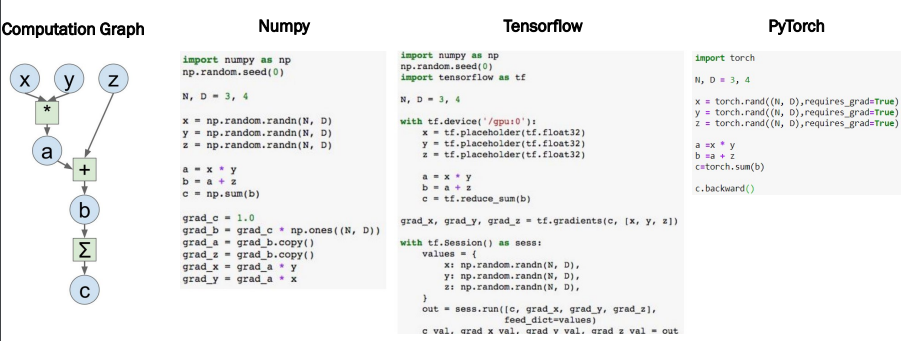 Computation Graph
x y z
*
a
+
b
Σ
c
Numpy
import numpy as np
np.random.seed(0)
N, D = 3, 4
x = np.random.randn(N, D)
y = np.random.randn(N, D)
z = np.random.randn(N, D)
a = x * y
b = a + z
c = np.sum(b)
grad_c = 1.0
grad_b = grad_c * np.ones((N, D))
grad_a = grad_b.copy()
grad_z = grad_b.copy()
grad_x = grad_a * y
grad_y = grad_a * x
Tensorflow
import numpy as np
np.random.seed(0)
import tensorflow as tf
N, D = 3, 4
with tf.device('/gpu:0'):
    x = tf.placeholder(tf.float32)
    y = tf.placeholder(tf.float32)
    z = tf.placeholder(tf.float32)
    a = x * y
    b = a + z
    c = tf.reduce_sum(b)
grad_x, grad_y, grad_z = tf.gradients(c, [x, y, z])
with tf.Session() as sess:
    values = {
        x: np.random.randn(N, D),
        y: np.random.randn(N, D),
        z: np.random.randn(N, D),
    }
    out = sess.run([c, grad_x, grad_y, grad_z],
                   feed_dict=values)
    c_val, grad_x_val, grad_y_val, grad_z_val = out
PyTorch
import torch
N, D = 3, 4
x = torch.rand((N, D),requires_grad=True)
y = torch.rand((N, D),requires_grad=True)
z = torch.rand((N, D),requires_grad=True)
a =x * y
b =a + z
c=torch.sum(b)
c.backward()